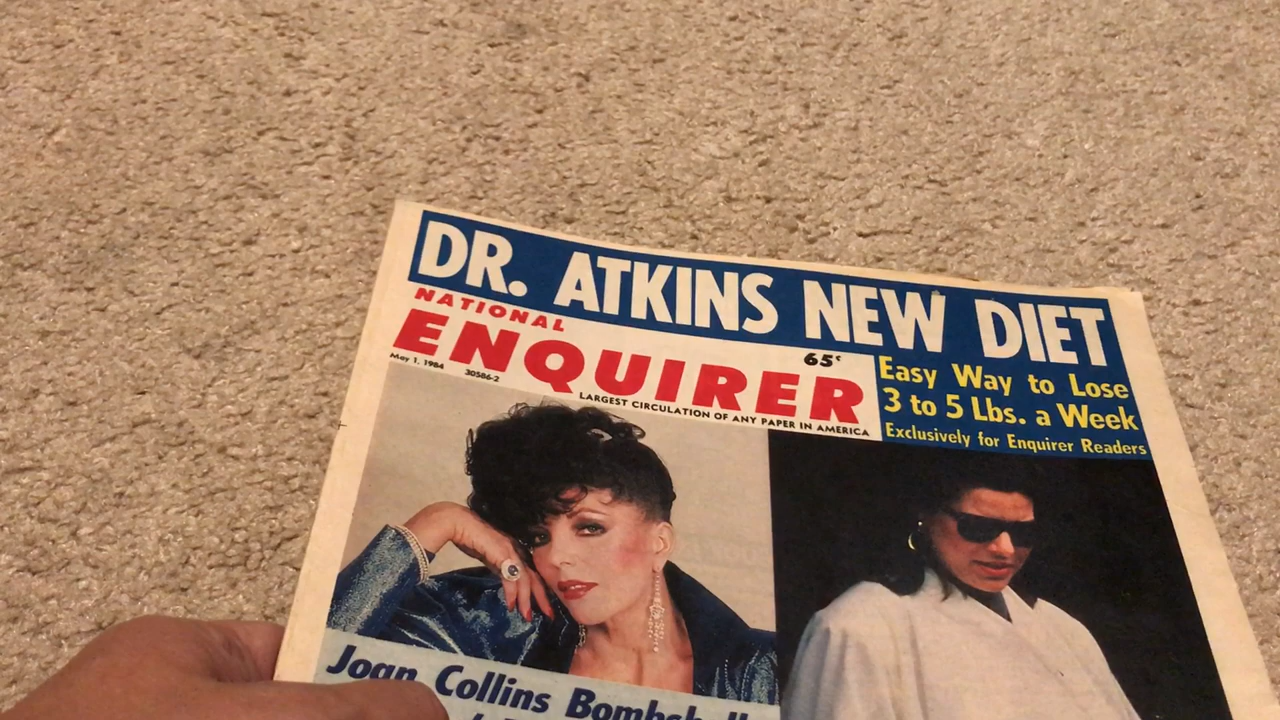 DR. ATKINS NEW DIET
NATIONAL
ENQUIRER
65¢
May 1, 1984 30586-2
LARGEST CIRCULATION OF ANY PAPER IN AMERICA
Easy Way to Lose
3 to 5 Lbs. a Week
Exclusively for Enquirer Readers
Joan Collins